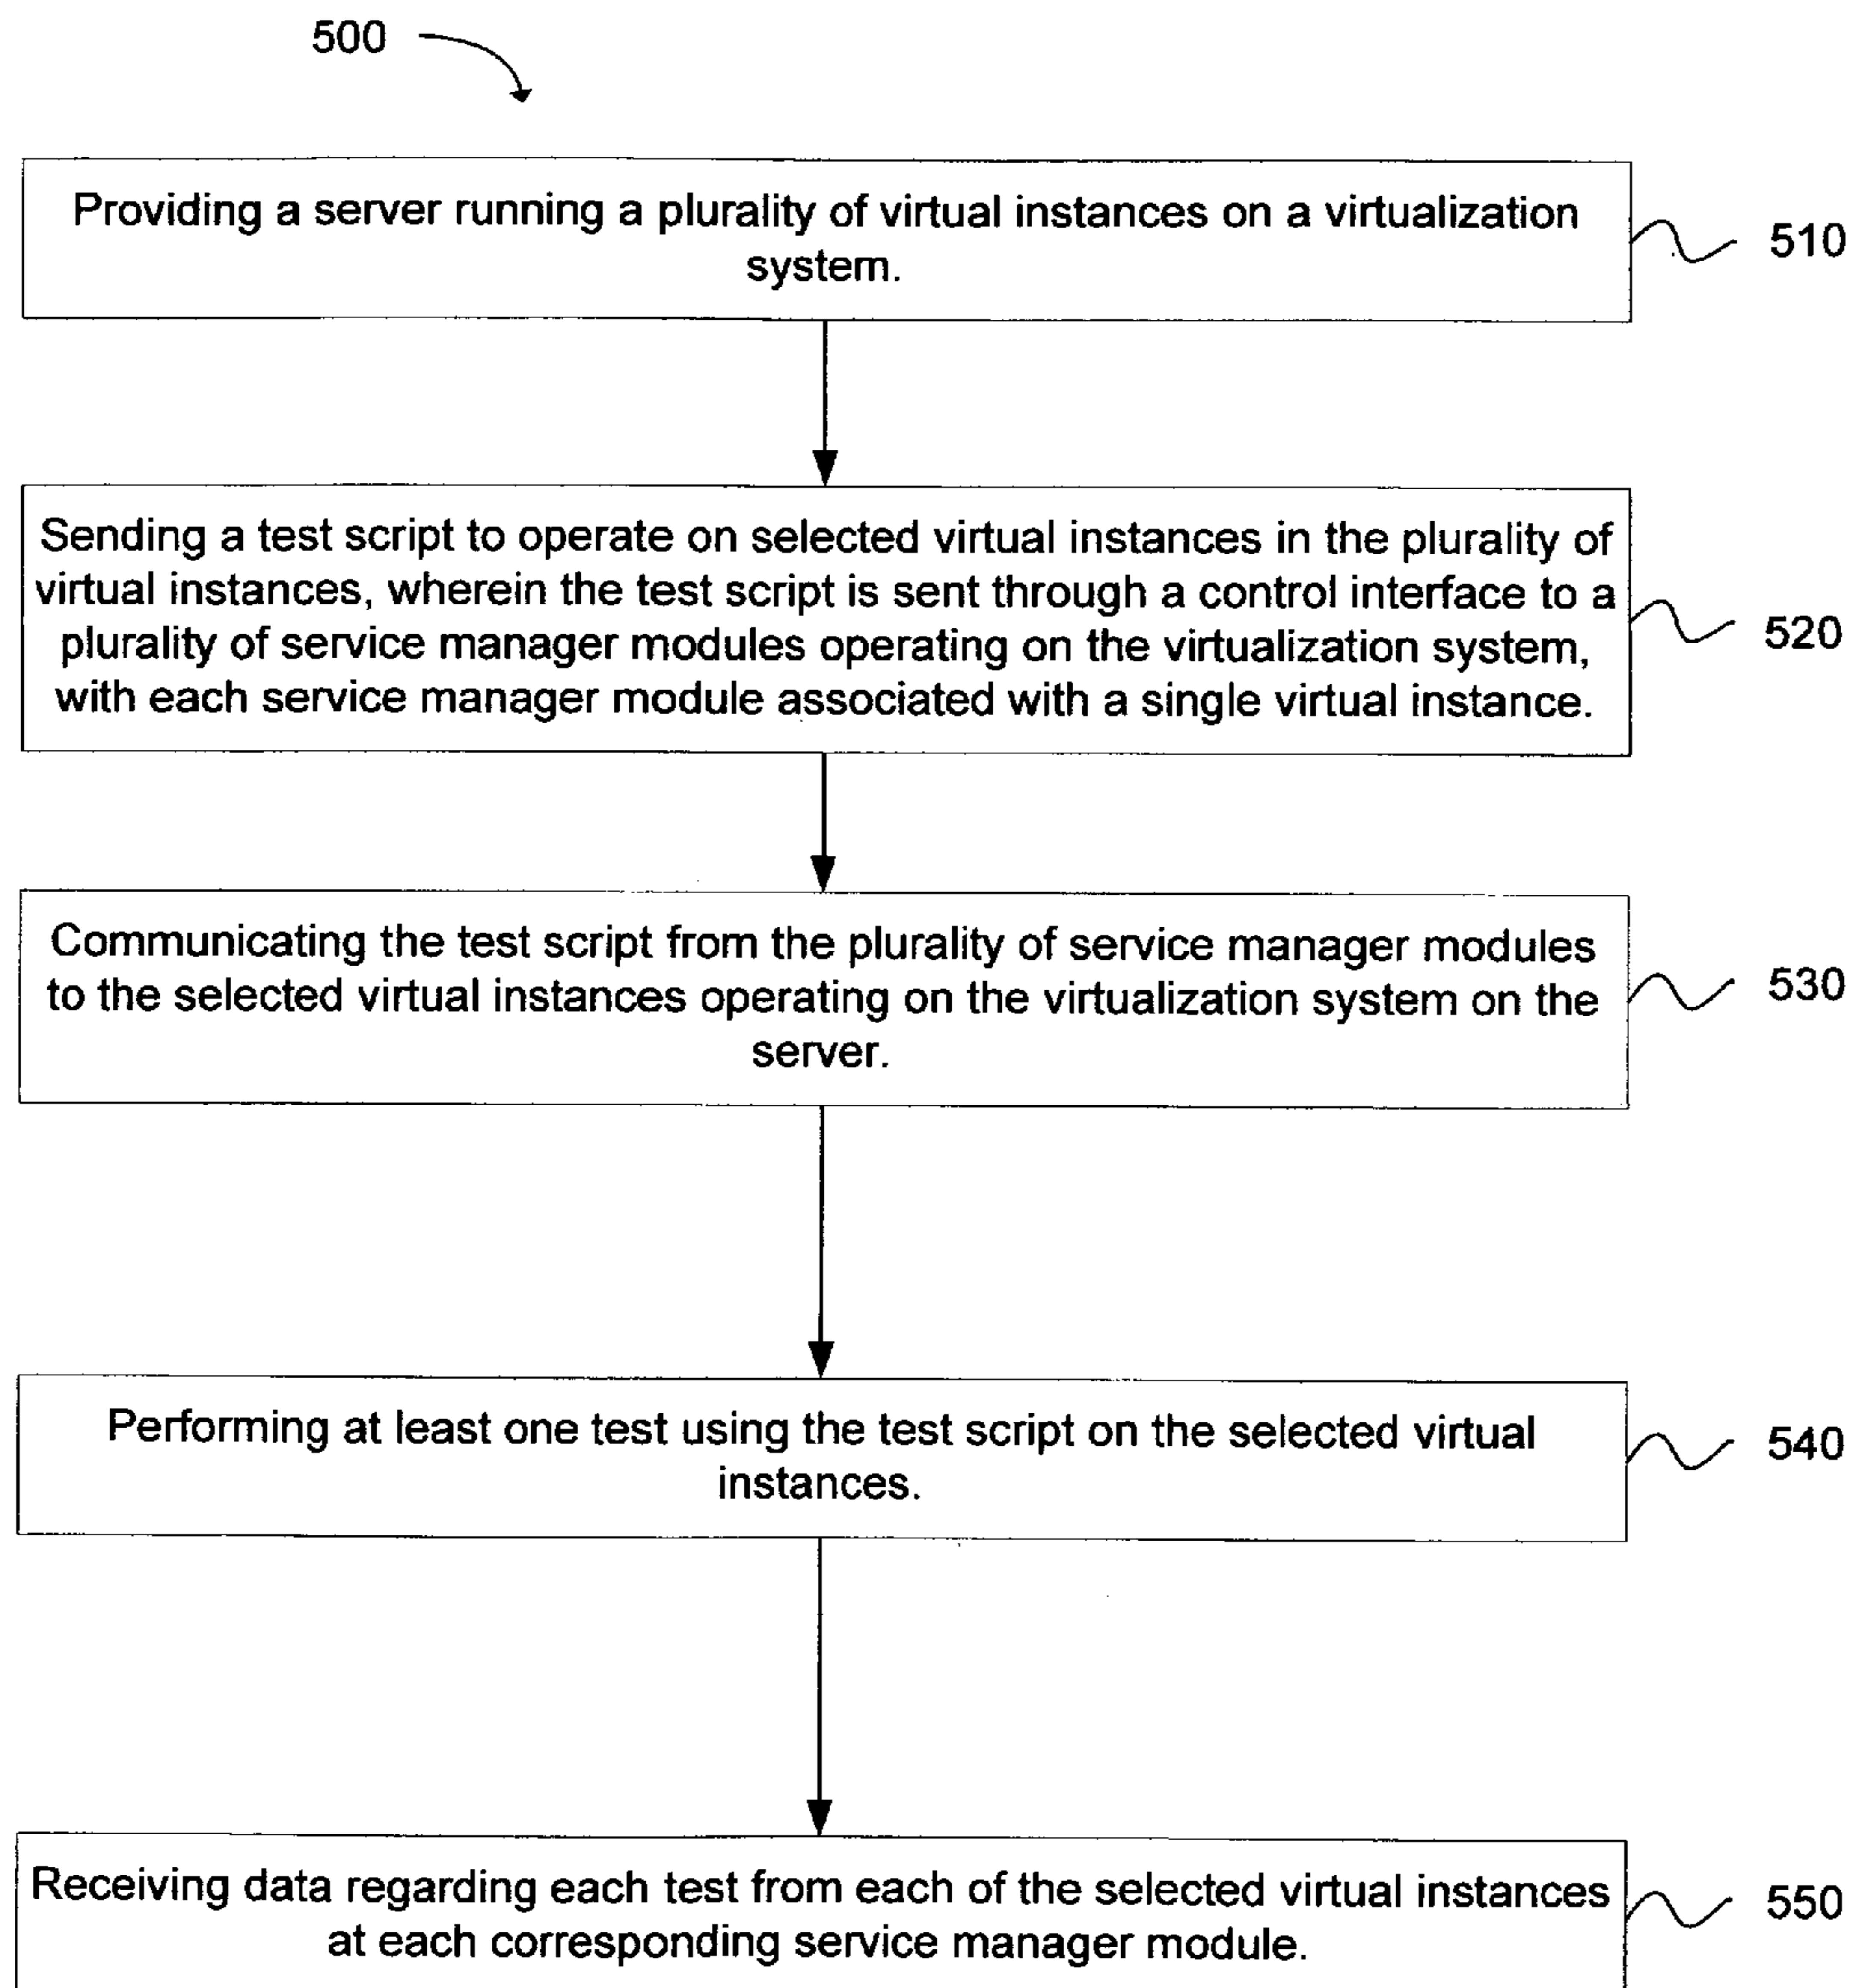 500
Providing a server running a plurality of virtual instances on a virtualization
system.
510
Sending a test script to operate on selected virtual instances in the plurality of
virtual instances, wherein the test script is sent through a control interface to a
plurality of service manager modules operating on the virtualization system,
with each service manager module associated with a single virtual instance.
520
Communicating the test script from the plurality of service manager modules
to the selected virtual instances operating on the virtualization system on the
server.
530
Performing at least one test using the test script on the selected virtual
instances.
540
Receiving data regarding each test from each of the selected virtual instances
at each corresponding service manager module.
550